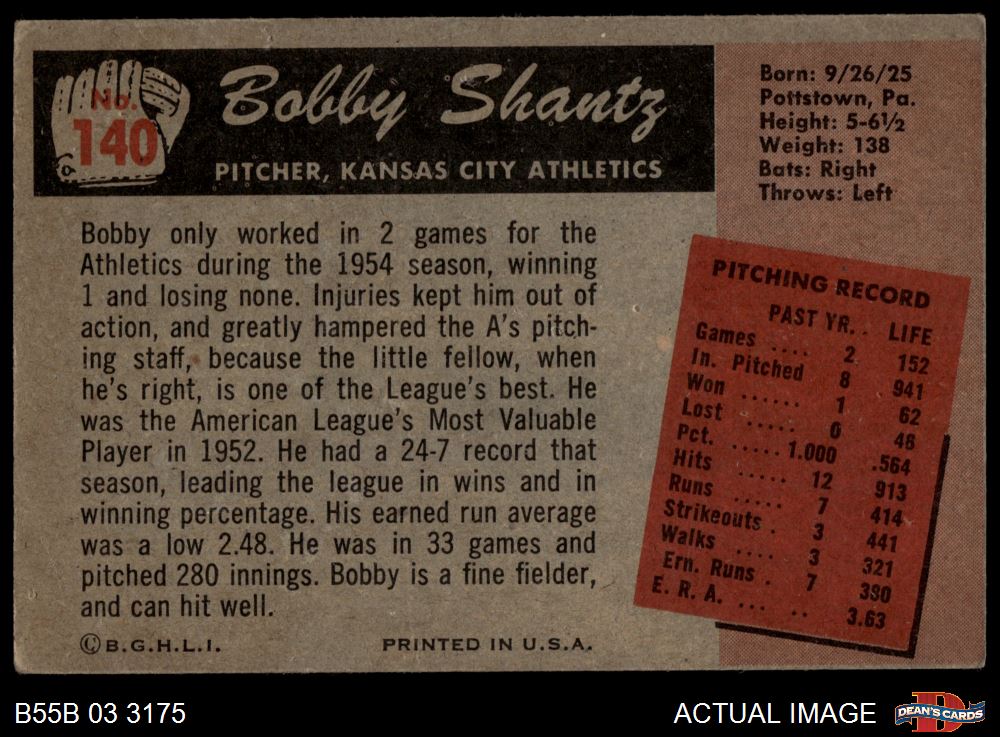 No.
140
Bobby Shantz
PITCHER, KANSAS CITY ATHLETICS
Born: 9/26/25
Pottstown, Pa.
Height: 5-6½
Weight: 138
Bats: Right
Throws: Left
Bobby only worked in 2 games for the
Athletics during the 1954 season, winning
1 and losing none. Injuries kept him out of
action, and greatly hampered the A's pitch-
ing staff, because the little fellow, when
he's right, is one of the League's best. He
was the American League's Most Valuable
Player in 1952. He had a 24-7 record that
season, leading the league in wins and in
winning percentage. His earned run average
was a low 2.48. He was in 33 games and
pitched 280 innings. Bobby is a fine fielder,
and can hit well.
PITCHING RECORD
PAST YR. . LIFE
Games .... 2 152
In. Pitched 8 941
Won ...... 1 62
Lost ..... 0 48
Pct. ..... 1.000 .564
Hits ..... 12 913
Runs ..... 7 414
Strikeouts . 3 441
Walks .... 3 321
Ern. Runs . 7 380
E. R. A. ... .. 3.63
©B.G.H.L.I.
PRINTED IN U.S.A.
B55B 03 3175
ACTUAL IMAGE
DEAN'S CARDS